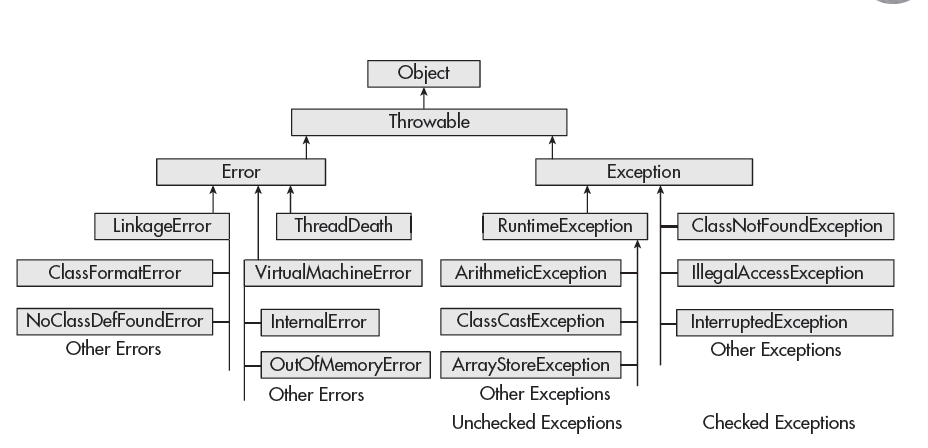 Object
Throwable
Error
Exception
LinkageError
ThreadDeath
RuntimeException
ClassNotFoundException
ClassFormatError
VirtualMachineError
ArithmeticException
IllegalAccessException
NoClassDefFoundError
InternalError
ClassCastException
InterruptedException
Other Errors
Other Exceptions
OutOfMemoryError
ArrayStoreException
Other Errors
Other Exceptions
Unchecked Exceptions
Checked Exceptions